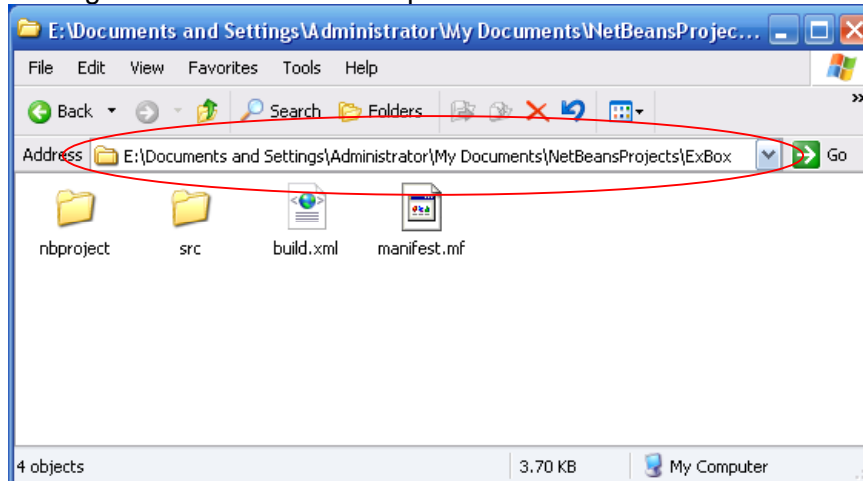 E:\Documents and Settings\Administrator\My Documents\NetBeansProjec...
File Edit View Favorites Tools Help
Back Search Folders
Address E:\Documents and Settings\Administrator\My Documents\NetBeansProjects\ExBox Go
nbproject src build.xml manifest.mf
4 objects 3.70 KB My Computer